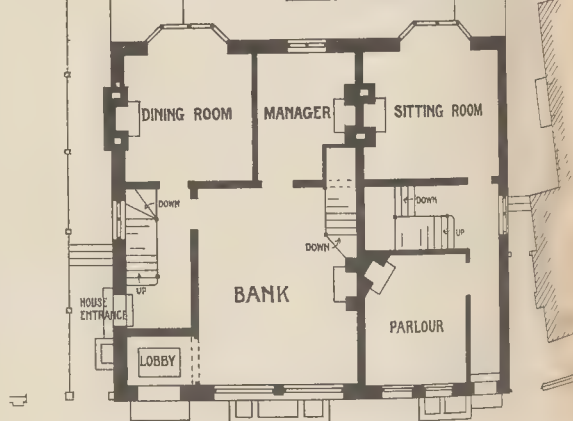 DINING ROOM
MANAGER
SITTING ROOM
DOWN
DOWN
UP
DOWN
UP
BANK
HOUSE
ENTRANCE
PARLOUR
LOBBY